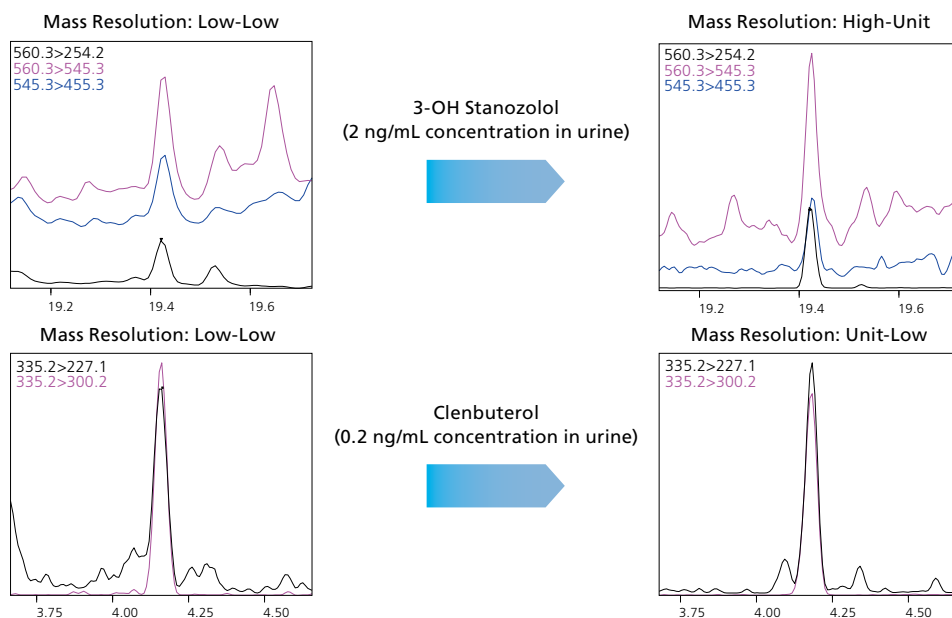 Mass Resolution: Low-Low
560.3>254.2
560.3>545.3
545.3>455.3
19.2 19.4 19.6
3-OH Stanozolol
(2 ng/mL concentration in urine)
Mass Resolution: High-Unit
560.3>254.2
560.3>545.3
545.3>455.3
19.2 19.4 19.6
Mass Resolution: Low-Low
335.2>227.1
335.2>300.2
3.75 4.00 4.25 4.50
Clenbuterol
(0.2 ng/mL concentration in urine)
Mass Resolution: Unit-Low
335.2>227.1
335.2>300.2
3.75 4.00 4.25 4.50